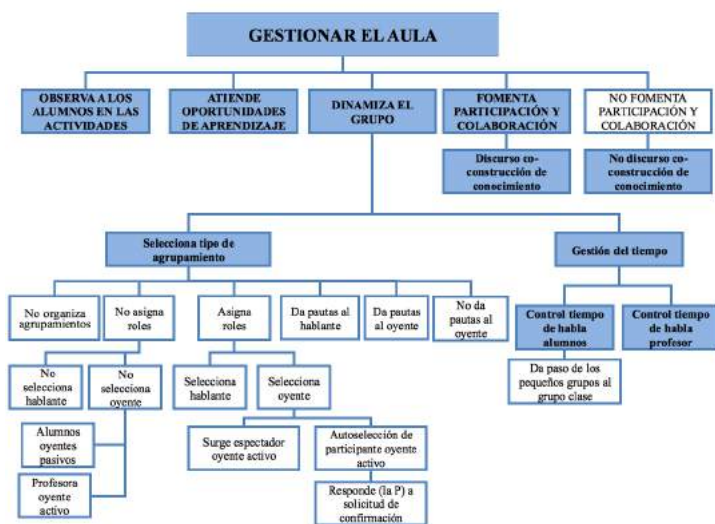 GESTIONAR EL AULA
OBSERVA A LOS
ALUMNOS EN LAS
ACTIVIDADES
ATIENDE
OPORTUNIDADES
DE APRENDIZAJE
DINAMIZA EL
GRUPO
FOMENTA
PARTICIPACIÓN Y
COLABORACIÓN
NO FOMENTA
PARTICIPACIÓN Y
COLABORACIÓN
Discurso co-
construcción de
conocimiento
No discurso co-
construcción de
conocimiento
Selecciona tipo de
agrupamiento
Gestión del tiempo
No organiza
agrupamientos
No asigna
roles
Asigna
roles
Da pautas al
hablante
Da pautas
al oyente
No da
pautas al
oyente
Control tiempo
de habla
alumnos
Control tiempo
de habla
profesor
No
selecciona
hablante
No
selecciona
oyente
Selecciona
hablante
Selecciona
oyente
Da paso de los
pequeños grupos al
grupo clase
Alumnos
oyentes
pasivos
Surge espectador
oyente activo
Autoselección de
participante oyente
activo
Profesora
oyente
activo
Responde (la P) a
solicitud de
confirmación